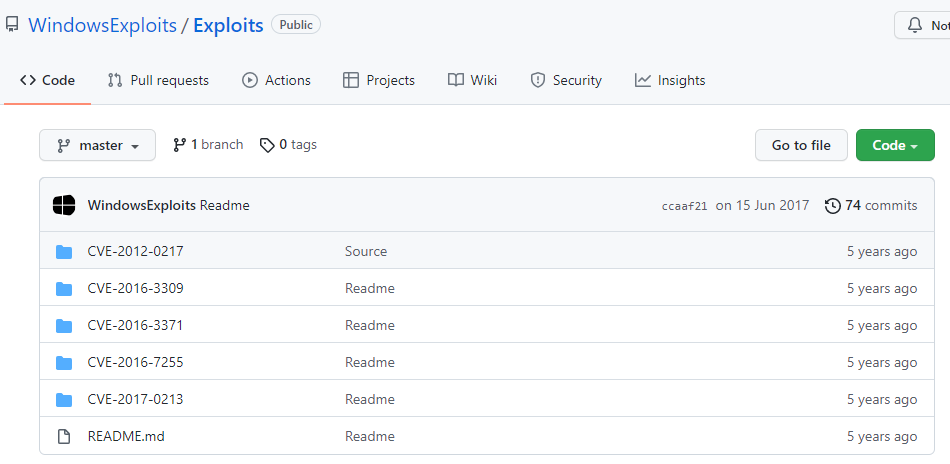 WindowsExploits / Exploits Public
Not
Code Pull requests Actions Projects Wiki Security Insights
master 1 branch 0 tags Go to file Code
WindowsExploits Readme ccaaf21 on 15 Jun 2017 74 commits
CVE-2012-0217 Source 5 years ago
CVE-2016-3309 Readme 5 years ago
CVE-2016-3371 Readme 5 years ago
CVE-2016-7255 Readme 5 years ago
CVE-2017-0213 Readme 5 years ago
README.md Readme 5 years ago